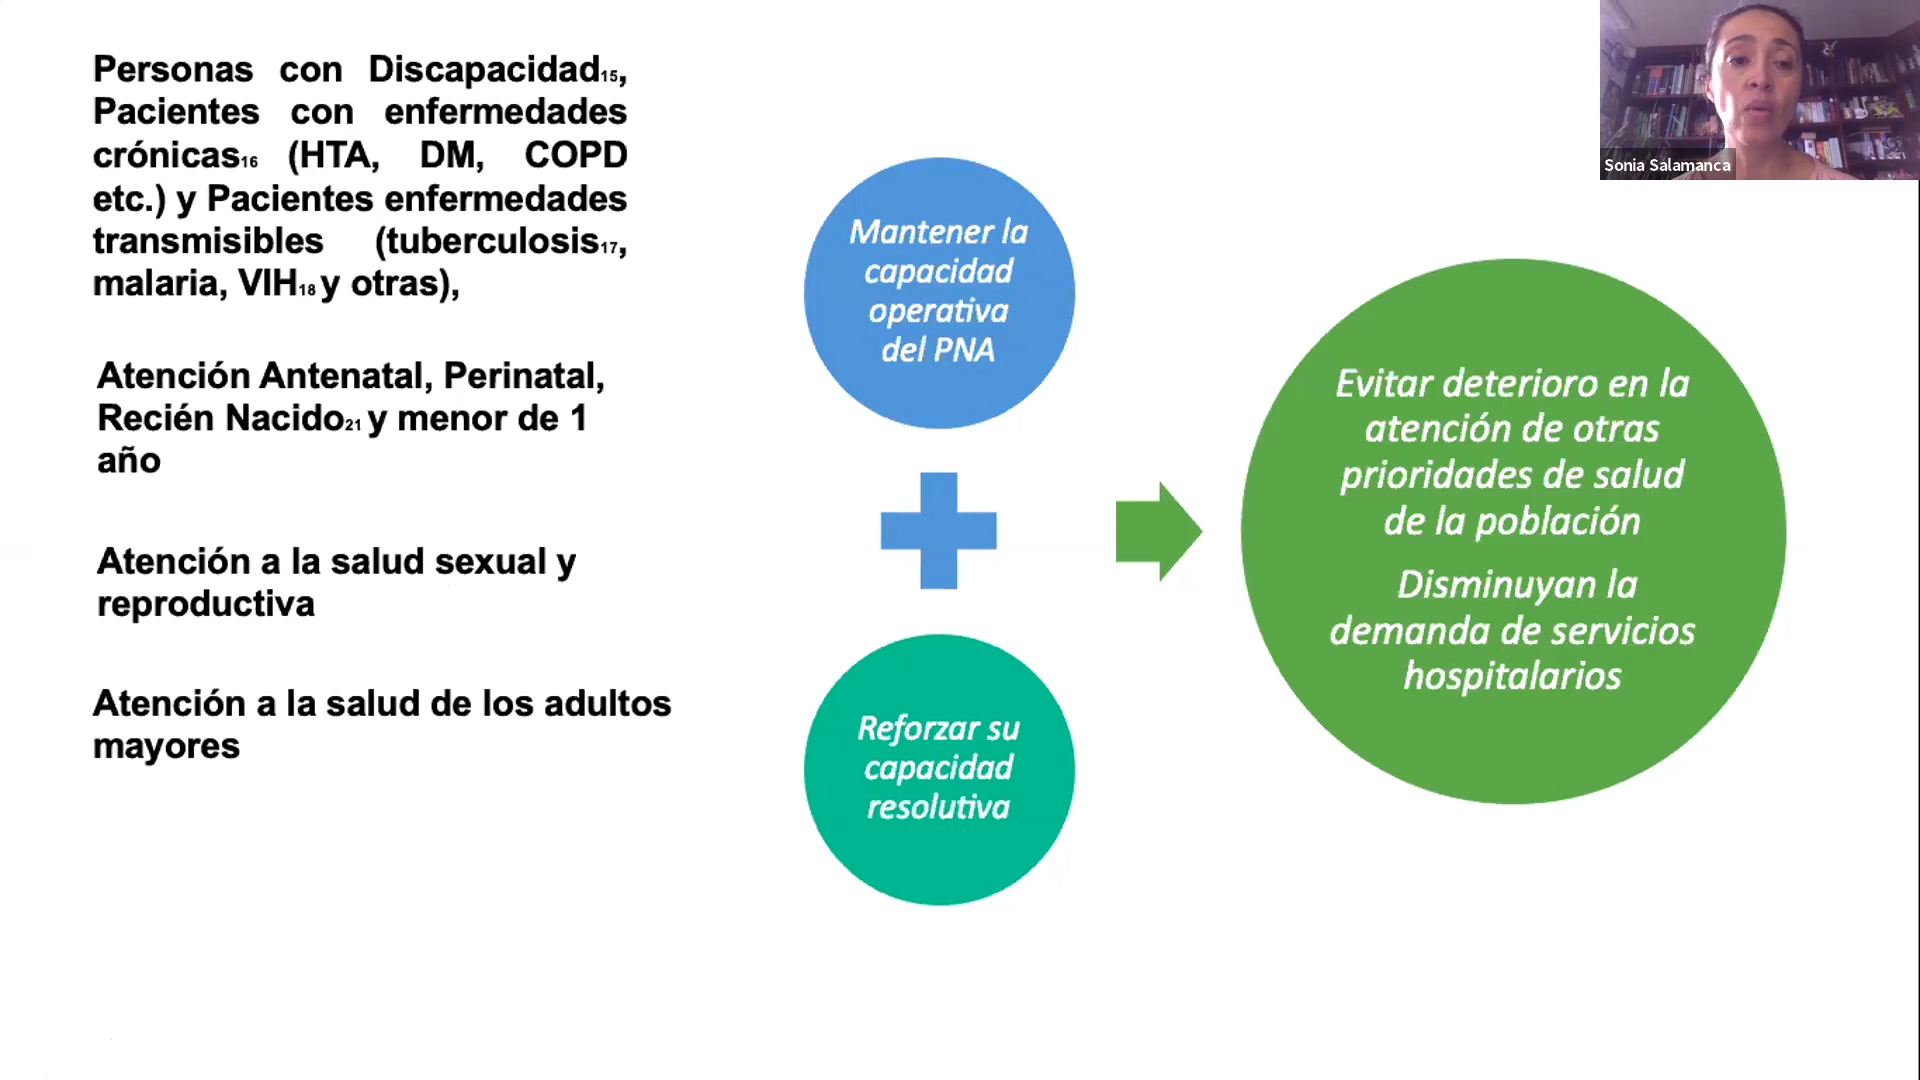 Personas con Discapacidad15,
Pacientes con enfermedades
crónicas16 (HTA, DM, COPD
etc.) y Pacientes enfermedades
transmisibles (tuberculosis17,
malaria, VIH18 y otras),
Atención Antenatal, Perinatal,
Recién Nacido21 y menor de 1
año
Atención a la salud sexual y
reproductiva
Atención a la salud de los adultos
mayores
Mantener la
capacidad
operativa
del PNA
Reforzar su
capacidad
resolutiva
Evitar deterioro en la
atención de otras
prioridades de salud
de la población
Disminuyan la
demanda de servicios
hospitalarios
Sonia Salamanca